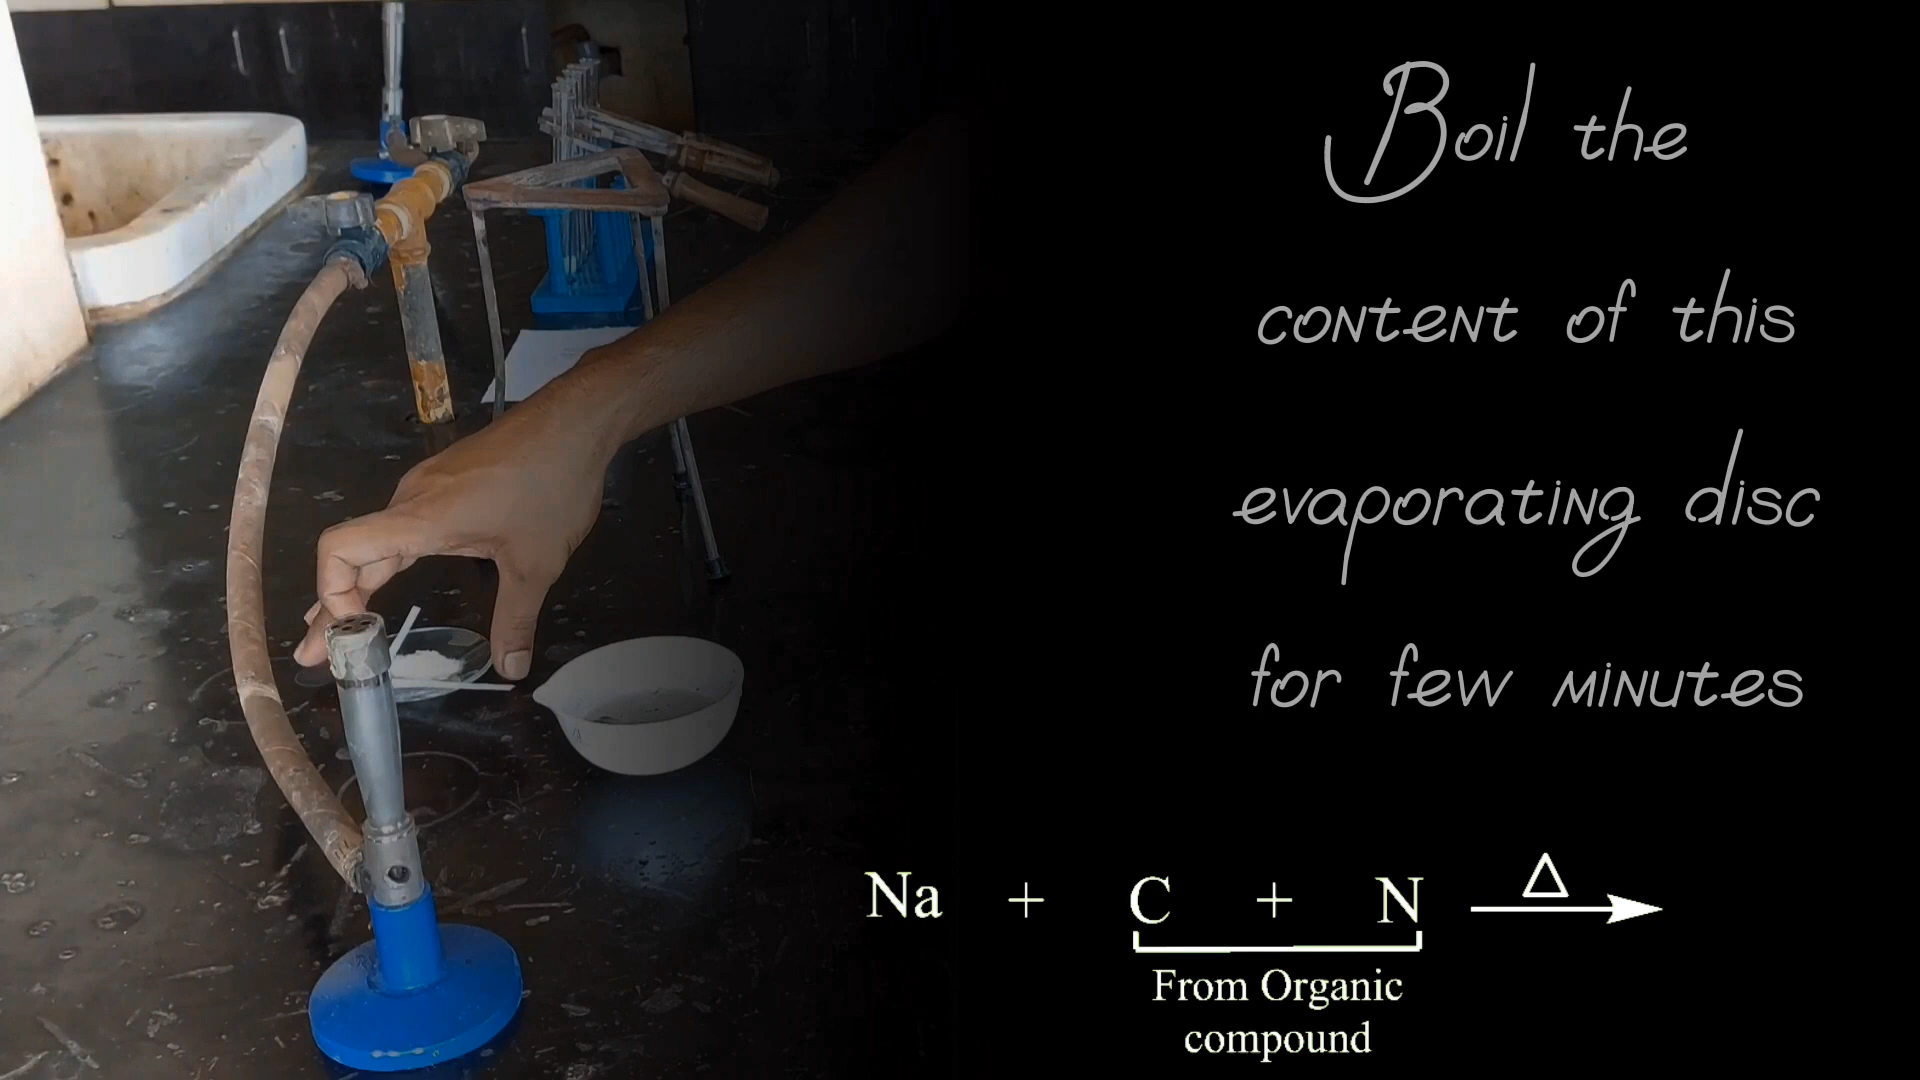 Boil the
content of this
evaporating disc
for few minutes
Na + C + N
Δ
From Organic
compound